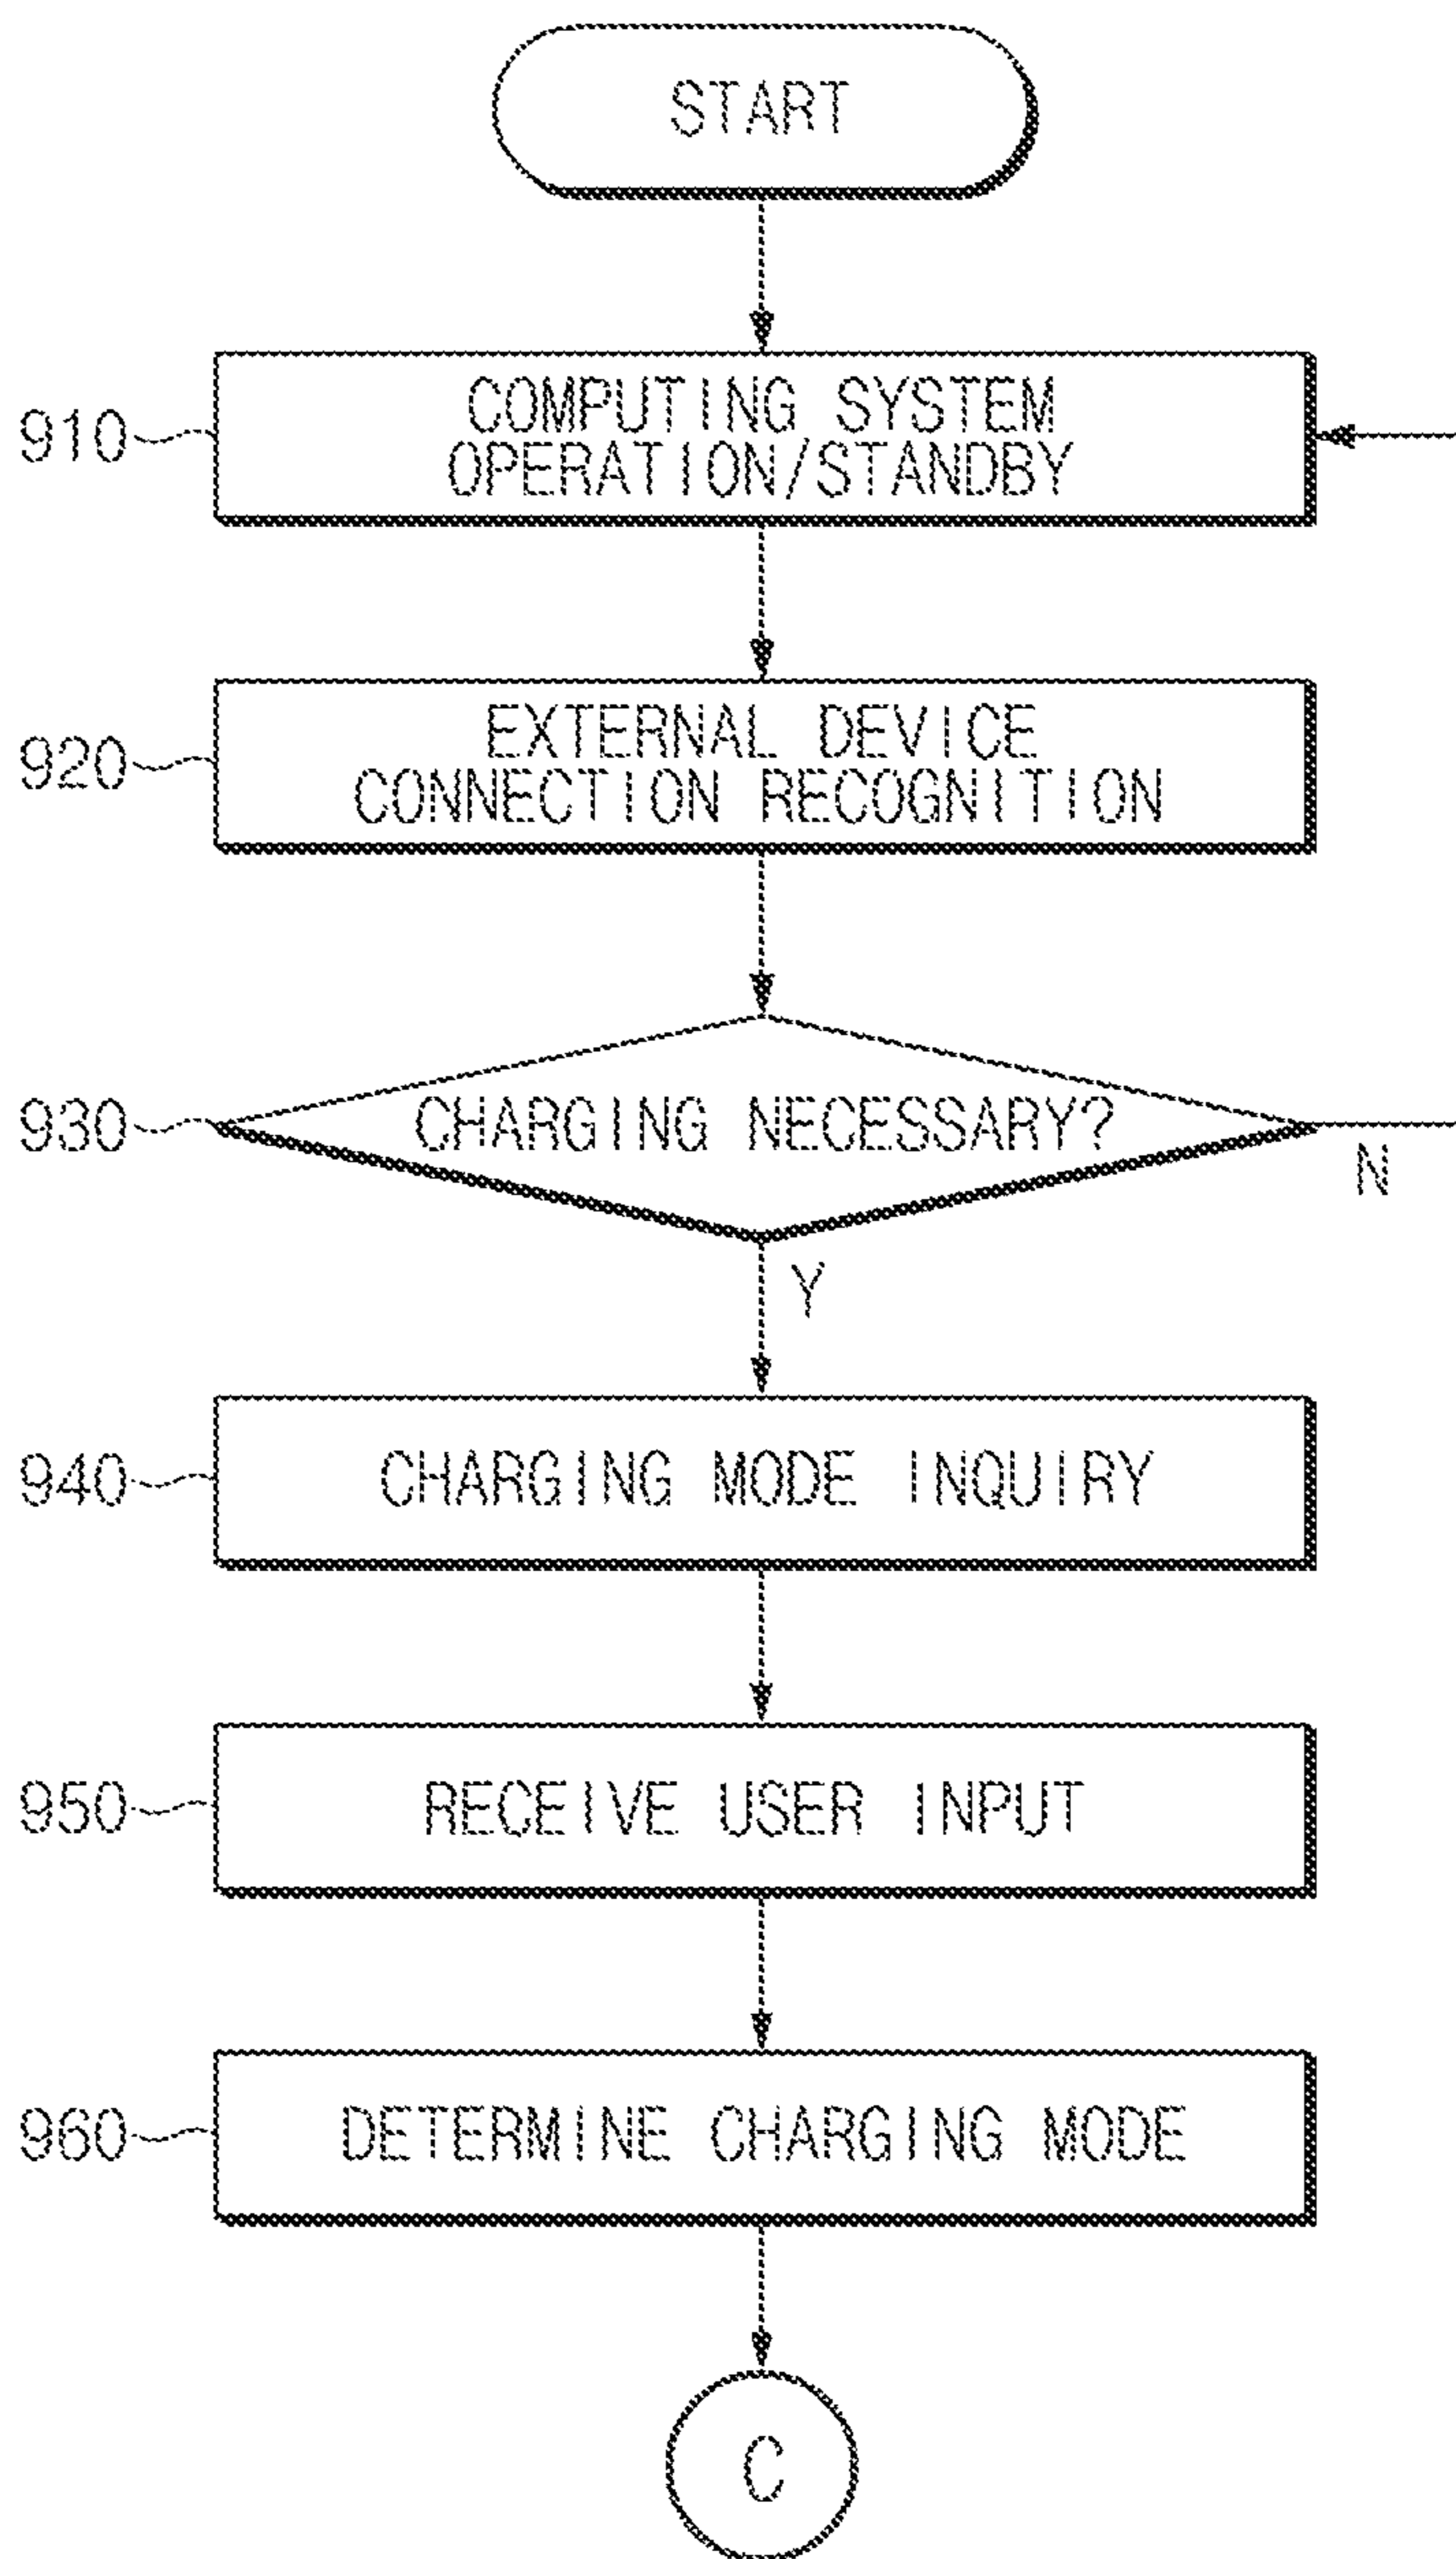 START
910
COMPUTING SYSTEM
OPERATION/STANDBY
920
EXTERNAL DEVICE
CONNECTION RECOGNITION
930
CHARGING NECESSARY?
N
Y
940
CHARGING MODE INQUIRY
950
RECEIVE USER INPUT
960
DETERMINE CHARGING MODE
C